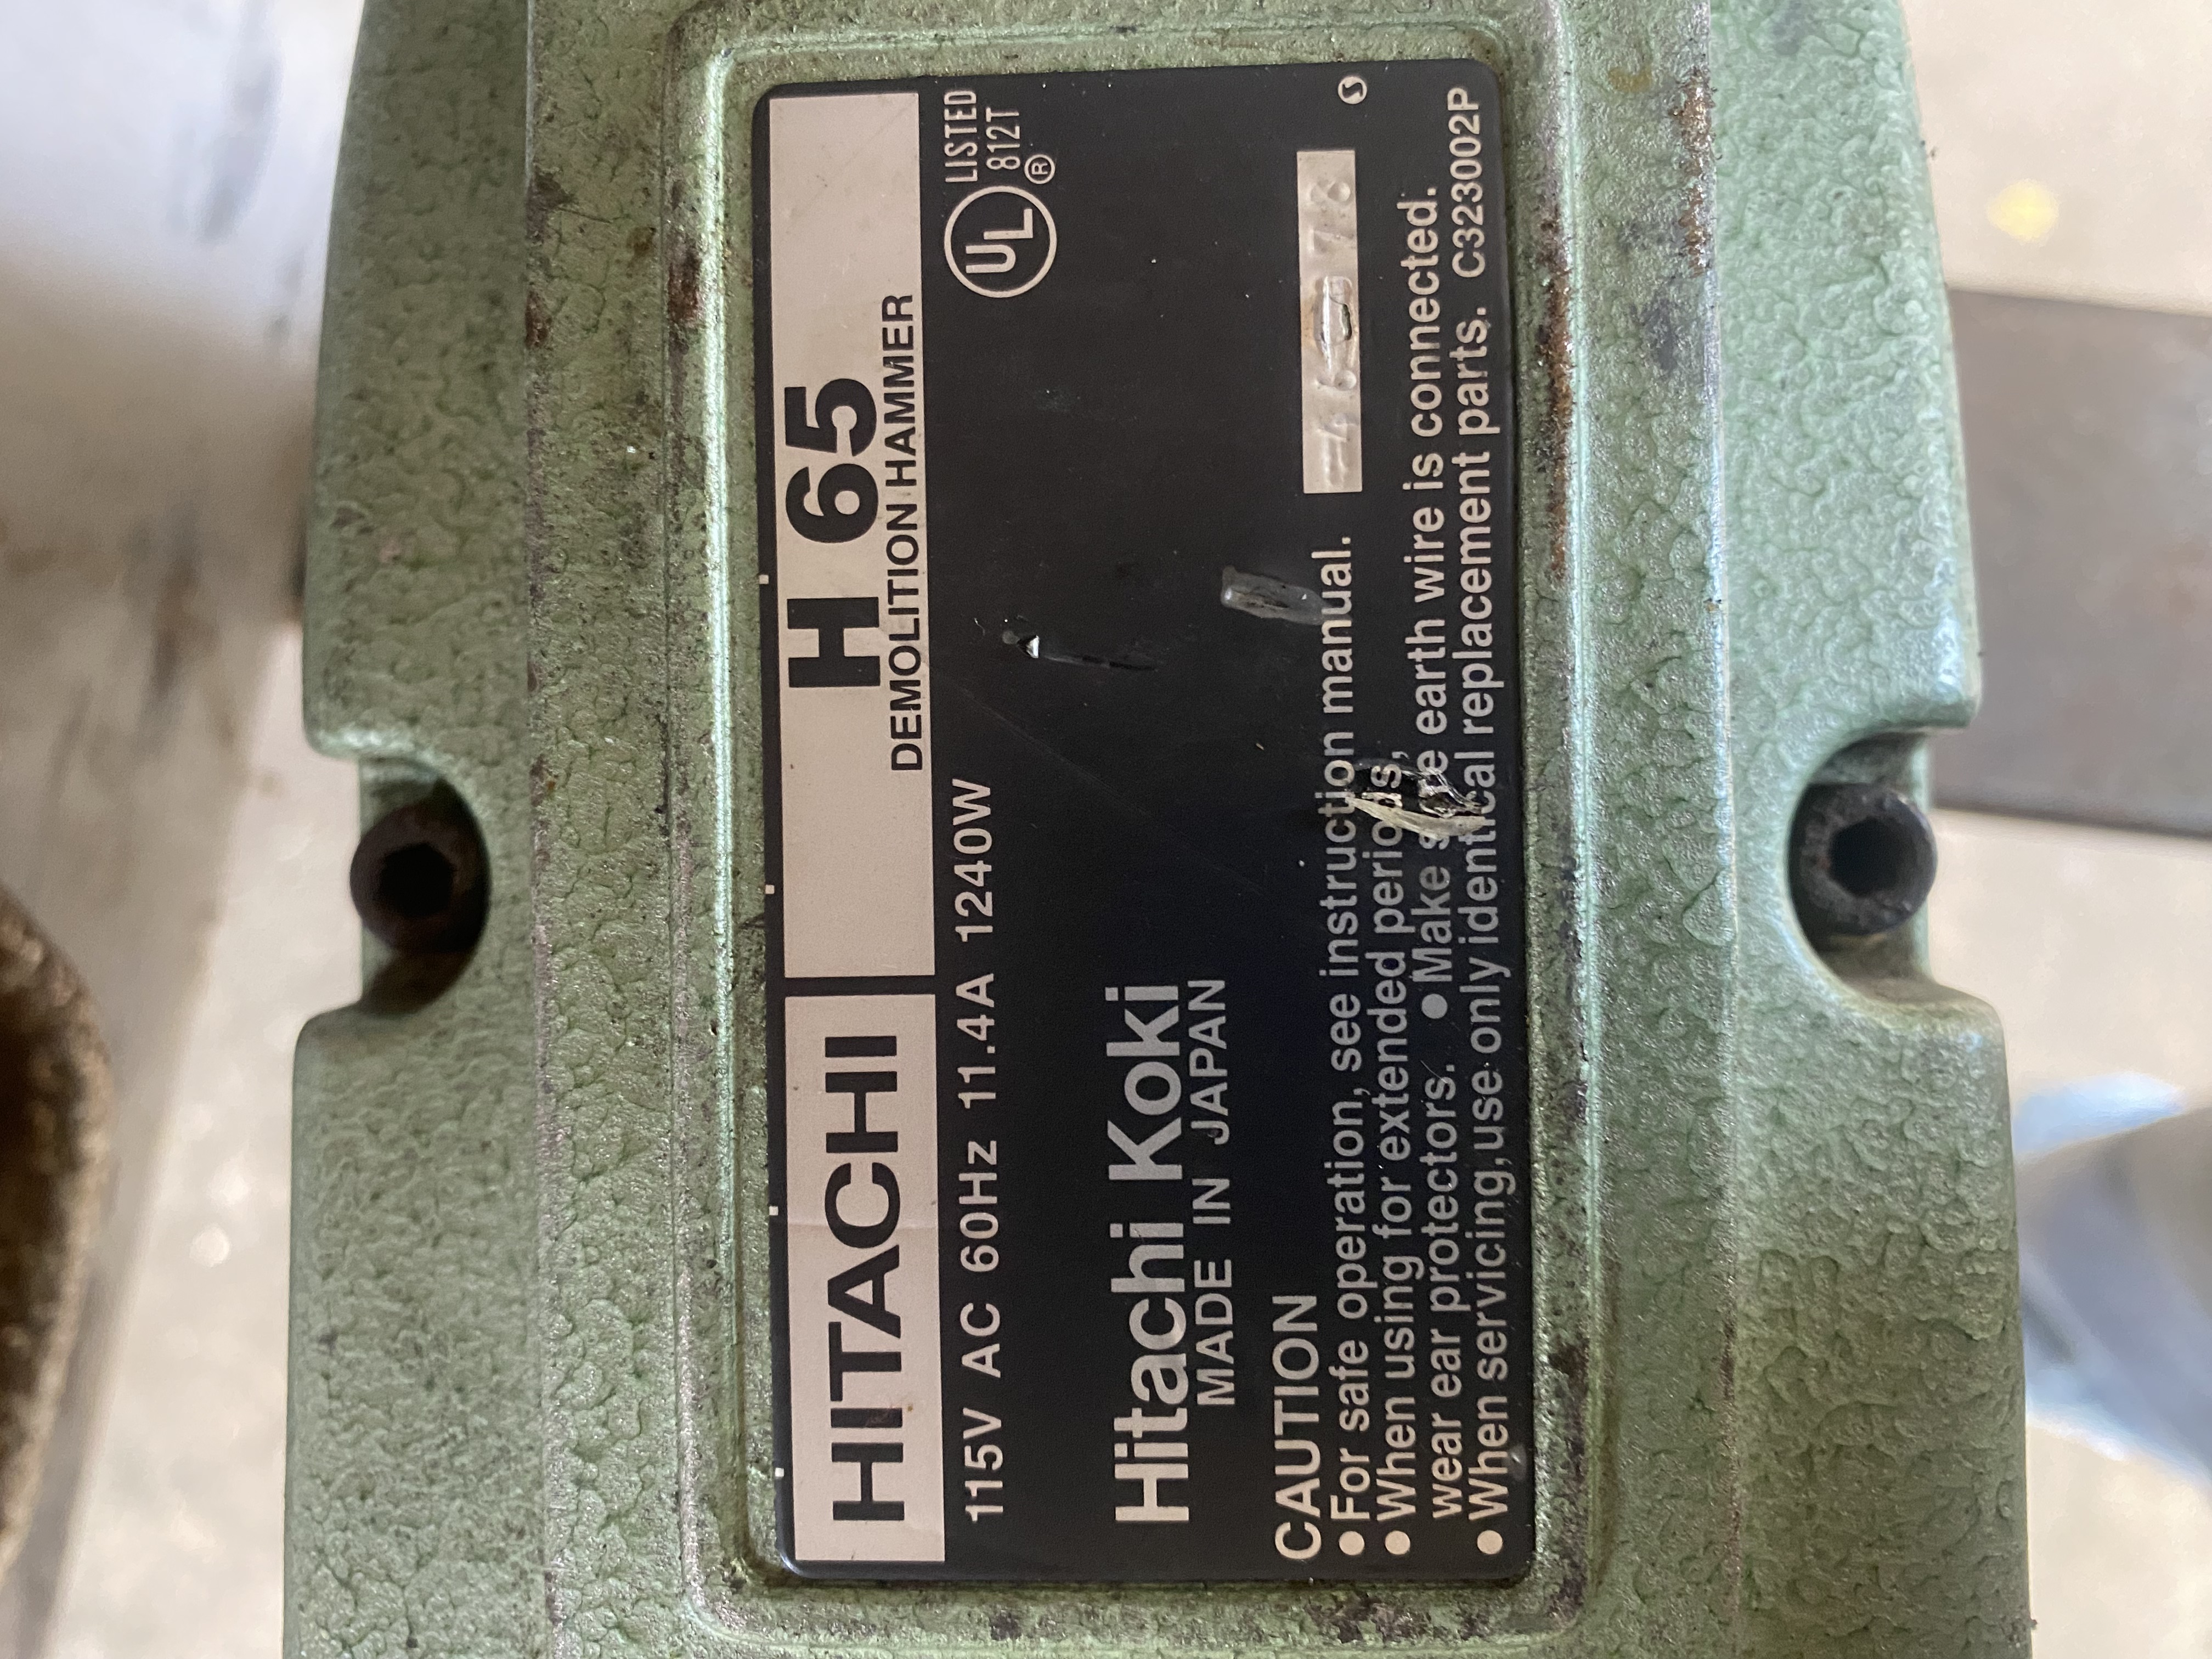 HITACHI H 65
DEMOLITION HAMMER
115V AC 60Hz 11.4A 1240W
UL LISTED
812T
®
Hitachi Koki
MADE IN JAPAN
CAUTION
●For safe operation, see instruction manual.
●When using for extended periods,
wear ear protectors. ●Make sure earth wire is connected.
●When servicing,use only identical replacement parts. C323002P
S